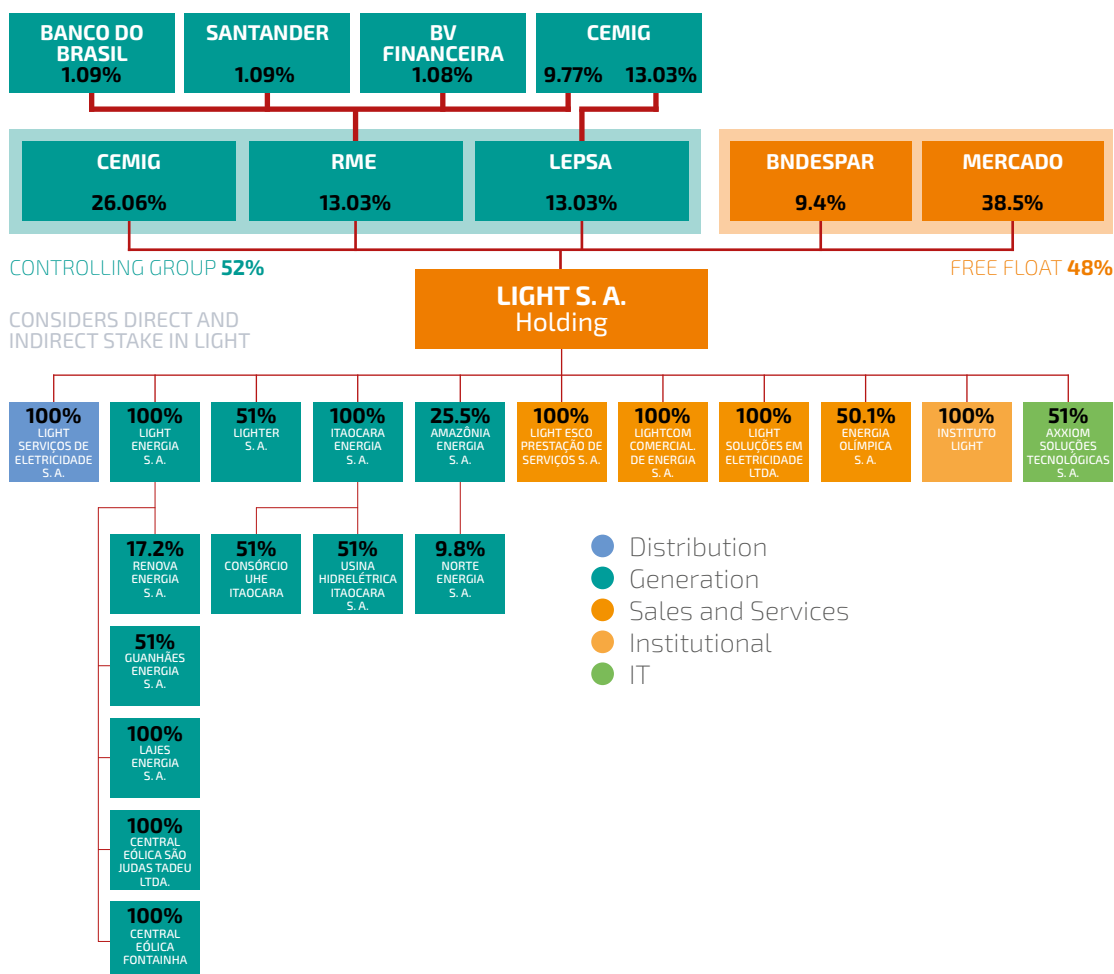 BANCO DO
BRASIL
1.09%
SANTANDER
1.09%
BV
FINANCEIRA
1.08%
CEMIG
9.77% 13.03%
CEMIG
26.06%
RME
13.03%
LEPSA
13.03%
BNDESPAR
9.4%
MERCADO
38.5%
CONTROLLING GROUP 52%
FREE FLOAT 48%
LIGHT S. A.
Holding
CONSIDERS DIRECT AND
INDIRECT STAKE IN LIGHT
100%
LIGHT
SERVIÇOS DE
ELETRICIDADE
S. A.
100%
LIGHT
ENERGIA
S. A.
51%
LIGHTER
S. A.
100%
ITAOCARA
ENERGIA
S. A.
25.5%
AMAZÔNIA
ENERGIA
S. A.
100%
LIGHT ESCO
PRESTAÇÃO DE
SERVIÇOS S. A.
100%
LIGHTCOM
COMERCIAL.
DE ENERGIA
S. A.
100%
LIGHT
SOLUÇÕES EM
ELETRICIDADE
LTDA.
50.1%
ENERGIA
OLÍMPICA
S. A.
100%
INSTITUTO
LIGHT
51%
AXXIOM
SOLUÇÕES
TECNOLÓGICAS
S. A.
17.2%
RENOVA
ENERGIA
S. A.
51%
CONSÓRCIO
UHE
ITAOCARA
51%
USINA
HIDRELÉTRICA
ITAOCARA
S. A.
9.8%
NORTE
ENERGIA
S. A.
51%
GUANHÃES
ENERGIA
S. A.
100%
LAJES
ENERGIA
S. A.
100%
CENTRAL
EÓLICA SÃO
JUDAS TADEU
LTDA.
100%
CENTRAL
EÓLICA
FONTAINHA
Distribution
Generation
Sales and Services
Institutional
IT